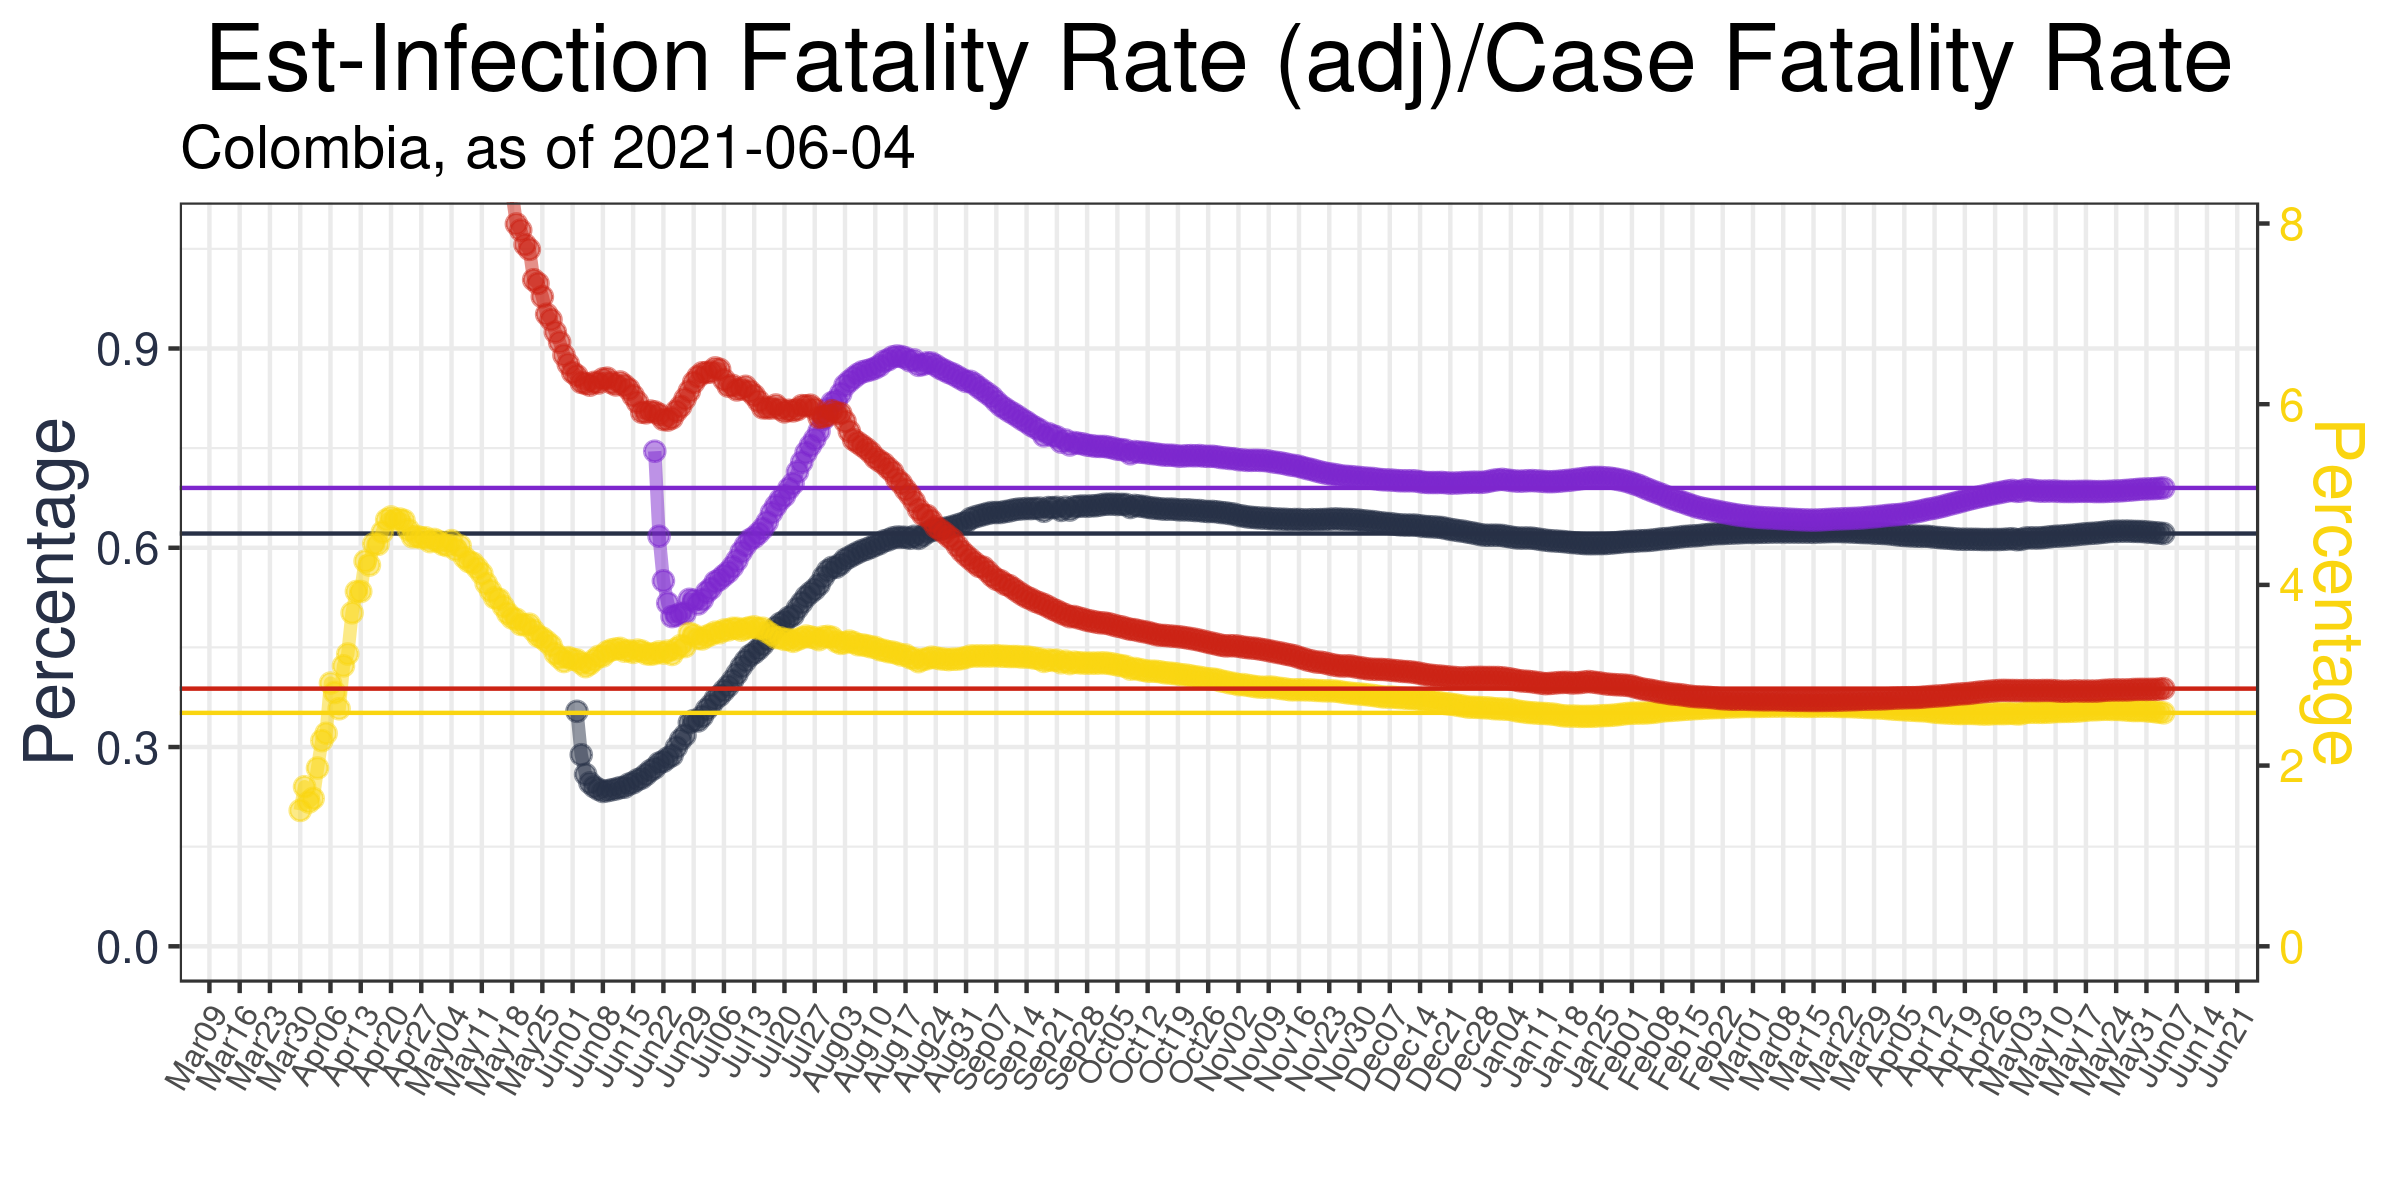 Est-Infection Fatality Rate (adj)/Case Fatality Rate
Colombia, as of 2021-06-04
Percentage
0.9
0.6
0.3
0.0
8
6
4
2
0
Percentage
Mar09
Mar16
Mar23
Mar30
Apr06
Apr13
Apr20
Apr27
May04
May11
May18
May25
Jun01
Jun08
Jun15
Jun22
Jun29
Jul06
Jul13
Jul20
Jul27
Aug03
Aug10
Aug17
Aug24
Aug31
Sep07
Sep14
Sep21
Sep28
Oct05
Oct12
Oct19
Oct26
Nov02
Nov09
Nov16
Nov23
Nov30
Dec07
Dec14
Dec21
Dec28
Jan04
Jan11
Jan18
Jan25
Feb01
Feb08
Feb15
Feb22
Mar01
Mar08
Mar15
Mar22
Mar29
Apr05
Apr12
Apr19
Apr26
May03
May10
May17
May24
May31
Jun07
Jun14
Jun21